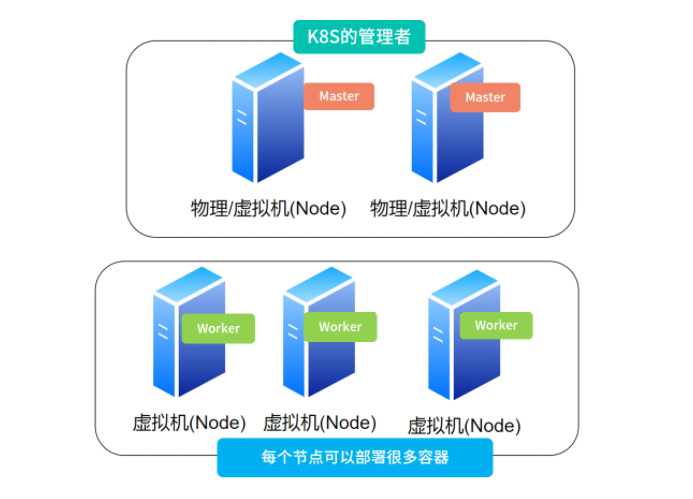 K8S的管理者
Master
Master
物理/虚拟机(Node)
物理/虚拟机(Node)
Worker
Worker
Worker
虚拟机(Node)
虚拟机(Node)
虚拟机(Node)
每个节点可以部署很多容器